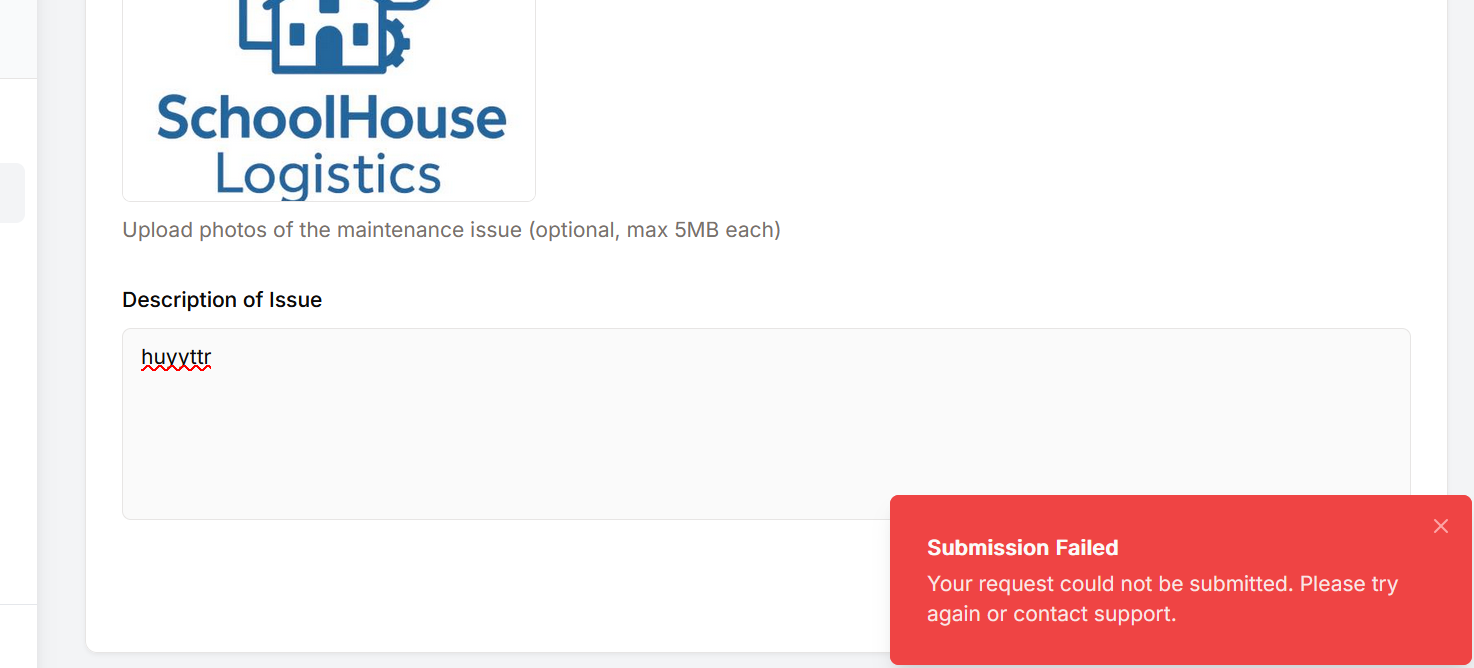 SchoolHouse
Logistics
Upload photos of the maintenance issue (optional, max 5MB each)
Description of Issue
huyyttr
Submission Failed
Your request could not be submitted. Please try
again or contact support.